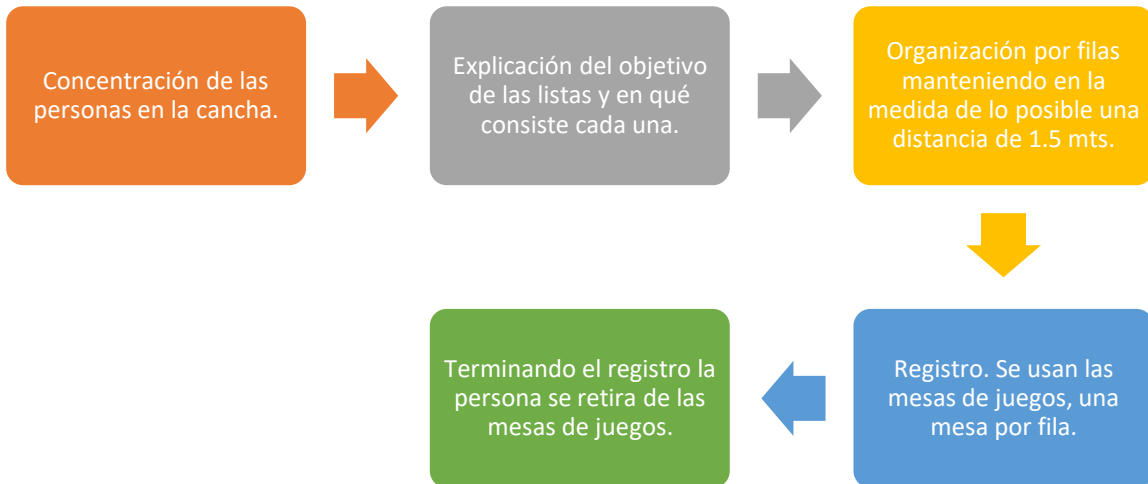 Concentración de las
personas en la cancha.
Explicación del objetivo
de las listas y en qué
consiste cada una.
Organización por filas
manteniendo en la
medida de lo posible una
distancia de 1.5 mts.
Registro. Se usan las
mesas de juegos, una
mesa por fila.
Terminando el registro la
persona se retira de las
mesas de juegos.